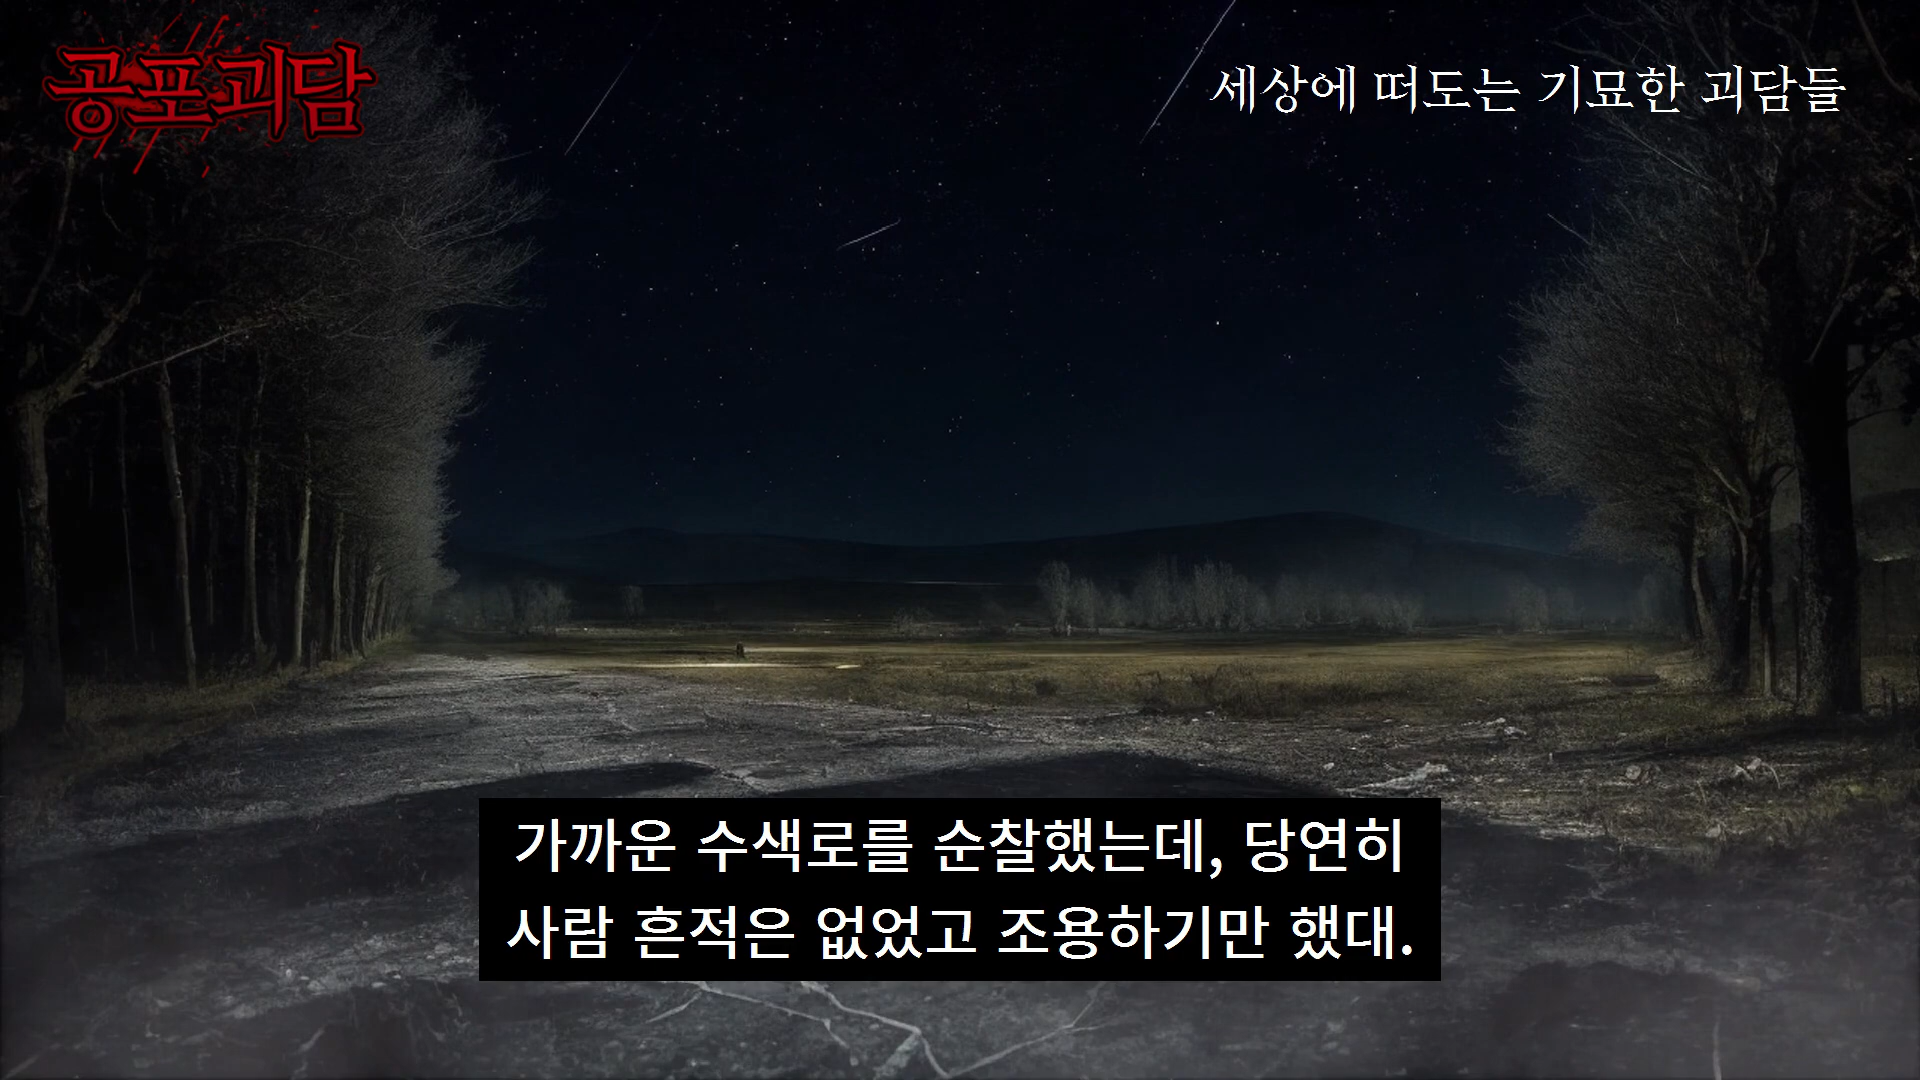 공포괴담
세상에 떠도는 기묘한 괴담들
가까운 수색로를 순찰했는데, 당연히
사람 흔적은 없었고 조용하기만 했대.